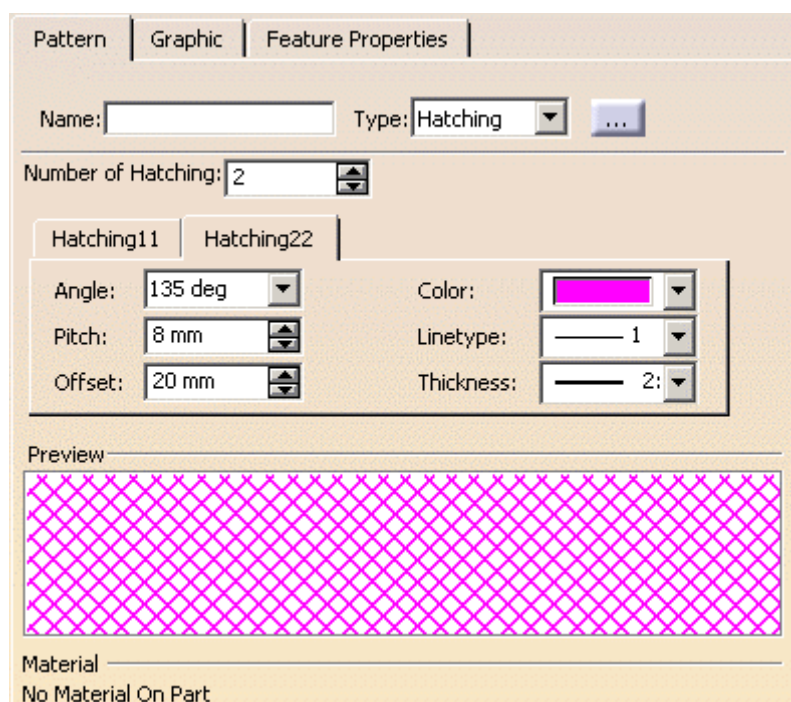 Pattern Graphic Feature Properties
Name: Type: Hatching ...
Number of Hatching: 2
Hatching11 Hatching22
Angle: 135 deg Color:
Pitch: 8 mm Linetype: 1
Offset: 20 mm Thickness: 2:
Preview
Material
No Material On Part